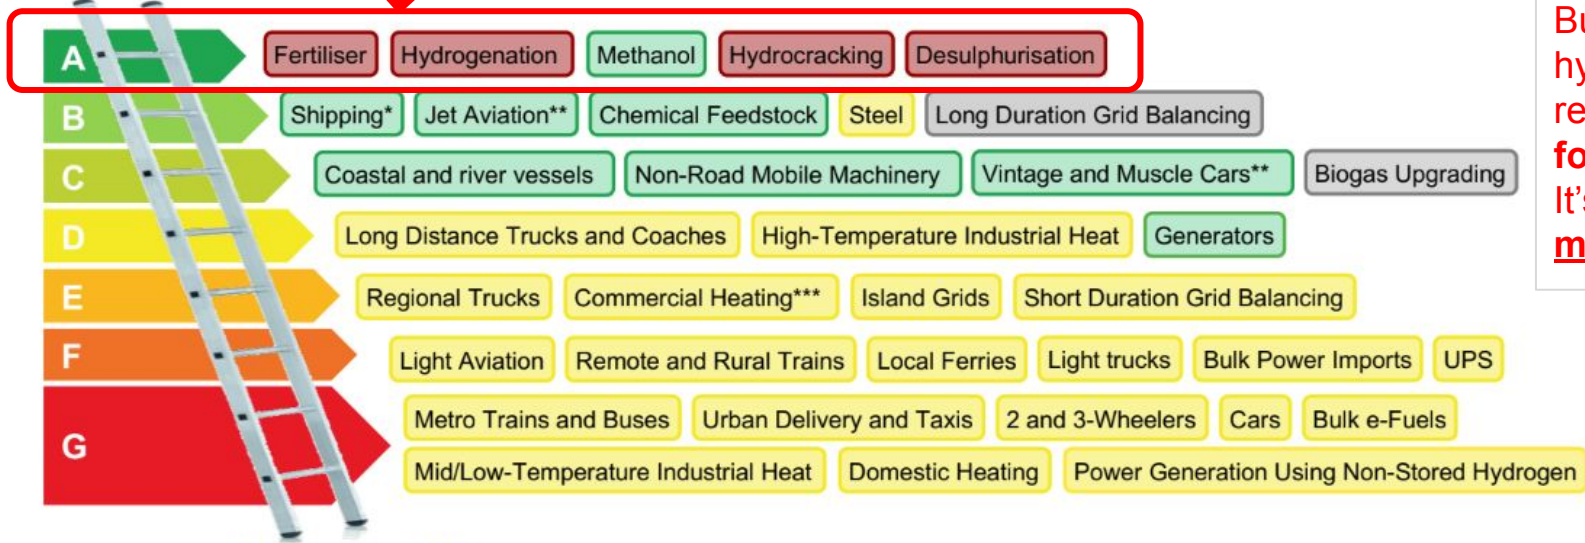 A Fertiliser Hydrogenation Methanol Hydrocracking Desulphurisation
B Shipping* Jet Aviation** Chemical Feedstock Steel Long Duration Grid Balancing
C Coastal and river vessels Non-Road Mobile Machinery Vintage and Muscle Cars** Biogas Upgrading
D Long Distance Trucks and Coaches High-Temperature Industrial Heat Generators
E Regional Trucks Commercial Heating*** Island Grids Short Duration Grid Balancing
F Light Aviation Remote and Rural Trains Local Ferries Light trucks Bulk Power Imports UPS
G Metro Trains and Buses Urban Delivery and Taxis 2 and 3-Wheelers Cars Bulk e-Fuels
Mid/Low-Temperature Industrial Heat Domestic Heating Power Generation Using Non-Stored Hydrogen